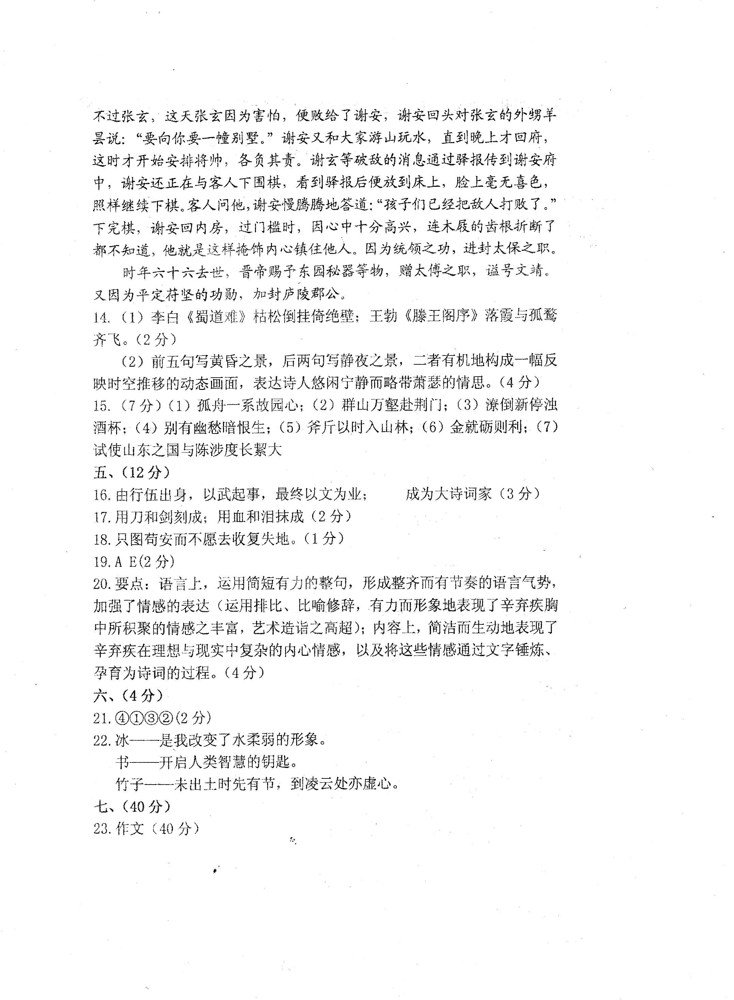 不过张玄，这天张玄因为害怕，便败给了谢安，谢安回头对张玄的外甥羊
昙说：“要向你要一幢别墅。”谢安又和大家游山玩水，直到晚上才回府，
这时才开始安排将帅，各负其责。谢玄等破敌的消息通过驿报传到谢安府
中，谢安还正在与客人下围棋，看到驿报后便放到床上，脸上毫无喜色，
照样继续下棋。客人问他，谢安慢腾腾地答道：“孩子们已经把敌人打败了。”
下完棋，谢安回内房，过门槛时，因心中十分高兴，连木屐的齿根折断了
都不知道，他就是这样掩饰内心镇住他人。因为统领之功，进封太保之职。
时年六十六去世，晋帝赐予东园秘器等物，赠太傅之职，谥号文靖。
又因为平定苻坚的功勋，加封庐陵郡公。
14.（1）李白《蜀道难》枯松倒挂倚绝壁；王勃《滕王阁序》落霞与孤鹜
齐飞。（2 分）
（2）前五句写黄昏之景，后两句写静夜之景，二者有机地构成一幅反
映时空推移的动态画面，表达诗人悠闲宁静而略带萧瑟的情思。（4 分）
15.（7 分）（1）孤舟一系故园心；（2）群山万壑赴荆门；（3）潦倒新停浊
酒杯；（4）别有幽愁暗恨生；（5）斧斤以时入山林；（6）金就砺则利；（7）
试使山东之国与陈涉度长絜大
五、（12 分）
16. 由行伍出身，以武起事，最终以文为业； 成为大诗词家（3 分）
17. 用刀和剑刻成；用血和泪抹成（2 分）
18. 只图苟安而不愿去收复失地。（1 分）
19. A E(2 分)
20. 要点：语言上，运用简短有力的整句，形成整齐而有节奏的语言气势，
加强了情感的表达（运用排比、比喻修辞，有力而形象地表现了辛弃疾胸
中所积聚的情感之丰富，艺术造诣之高超）；内容上，简洁而生动地表现了
辛弃疾在理想与现实中复杂的内心情感，以及将这些情感通过文字锤炼、
孕育为诗词的过程。（4 分）
六、（4 分）
21. ④①③②(2 分)
22. 冰——是我改变了水柔弱的形象。
书——开启人类智慧的钥匙。
竹子——未出土时先有节，到凌云处亦虚心。
七、（40 分）
23. 作文（40 分）